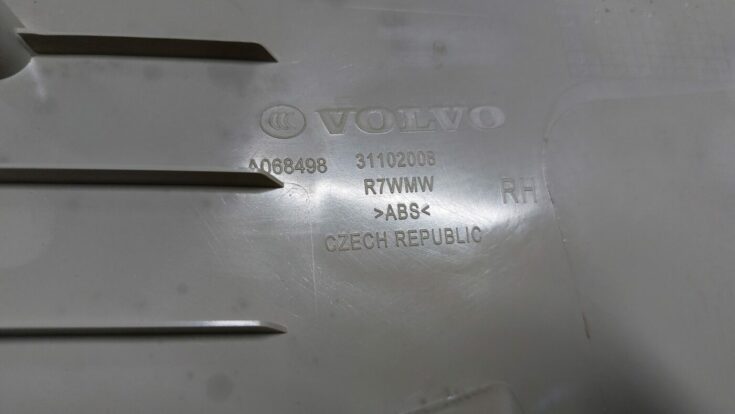 VOLVO
A068498 31102008
R7WMW
>ABS<
RH
CZECH REPUBLIC